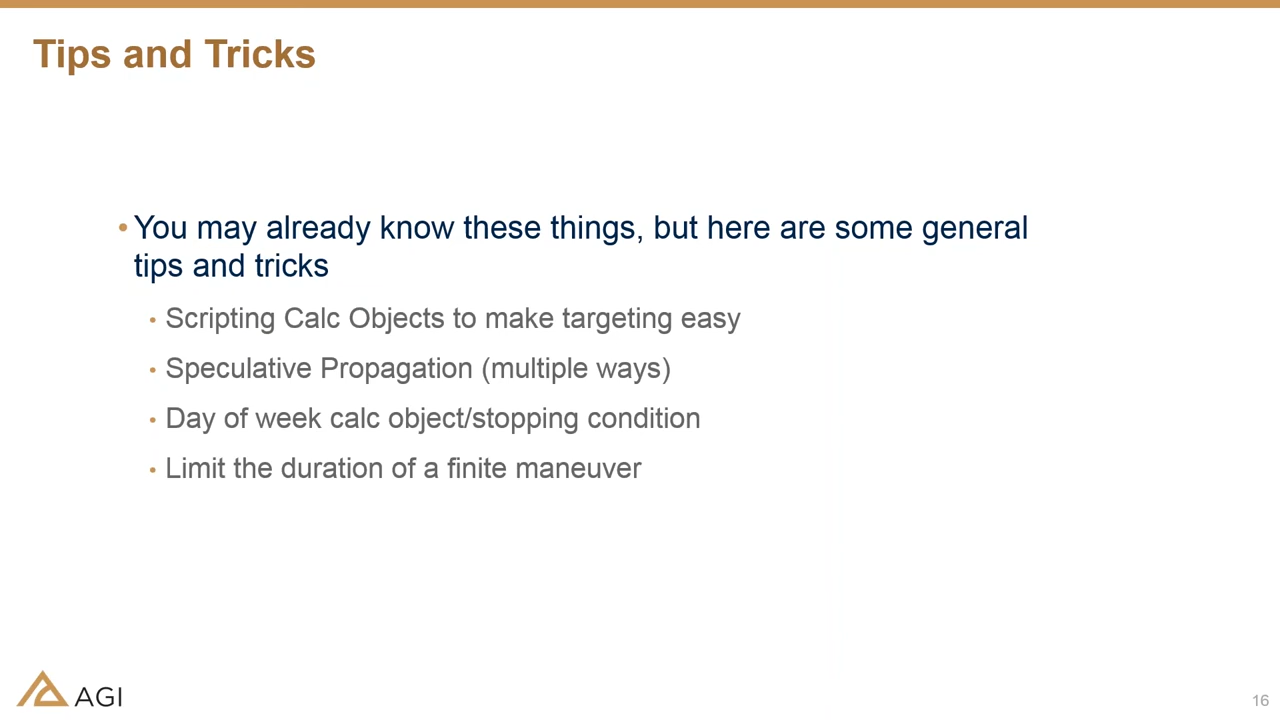 Tips and Tricks
• You may already know these things, but here are some general
tips and tricks
• Scripting Calc Objects to make targeting easy
• Speculative Propagation (multiple ways)
• Day of week calc object/stopping condition
• Limit the duration of a finite maneuver
AGI
16